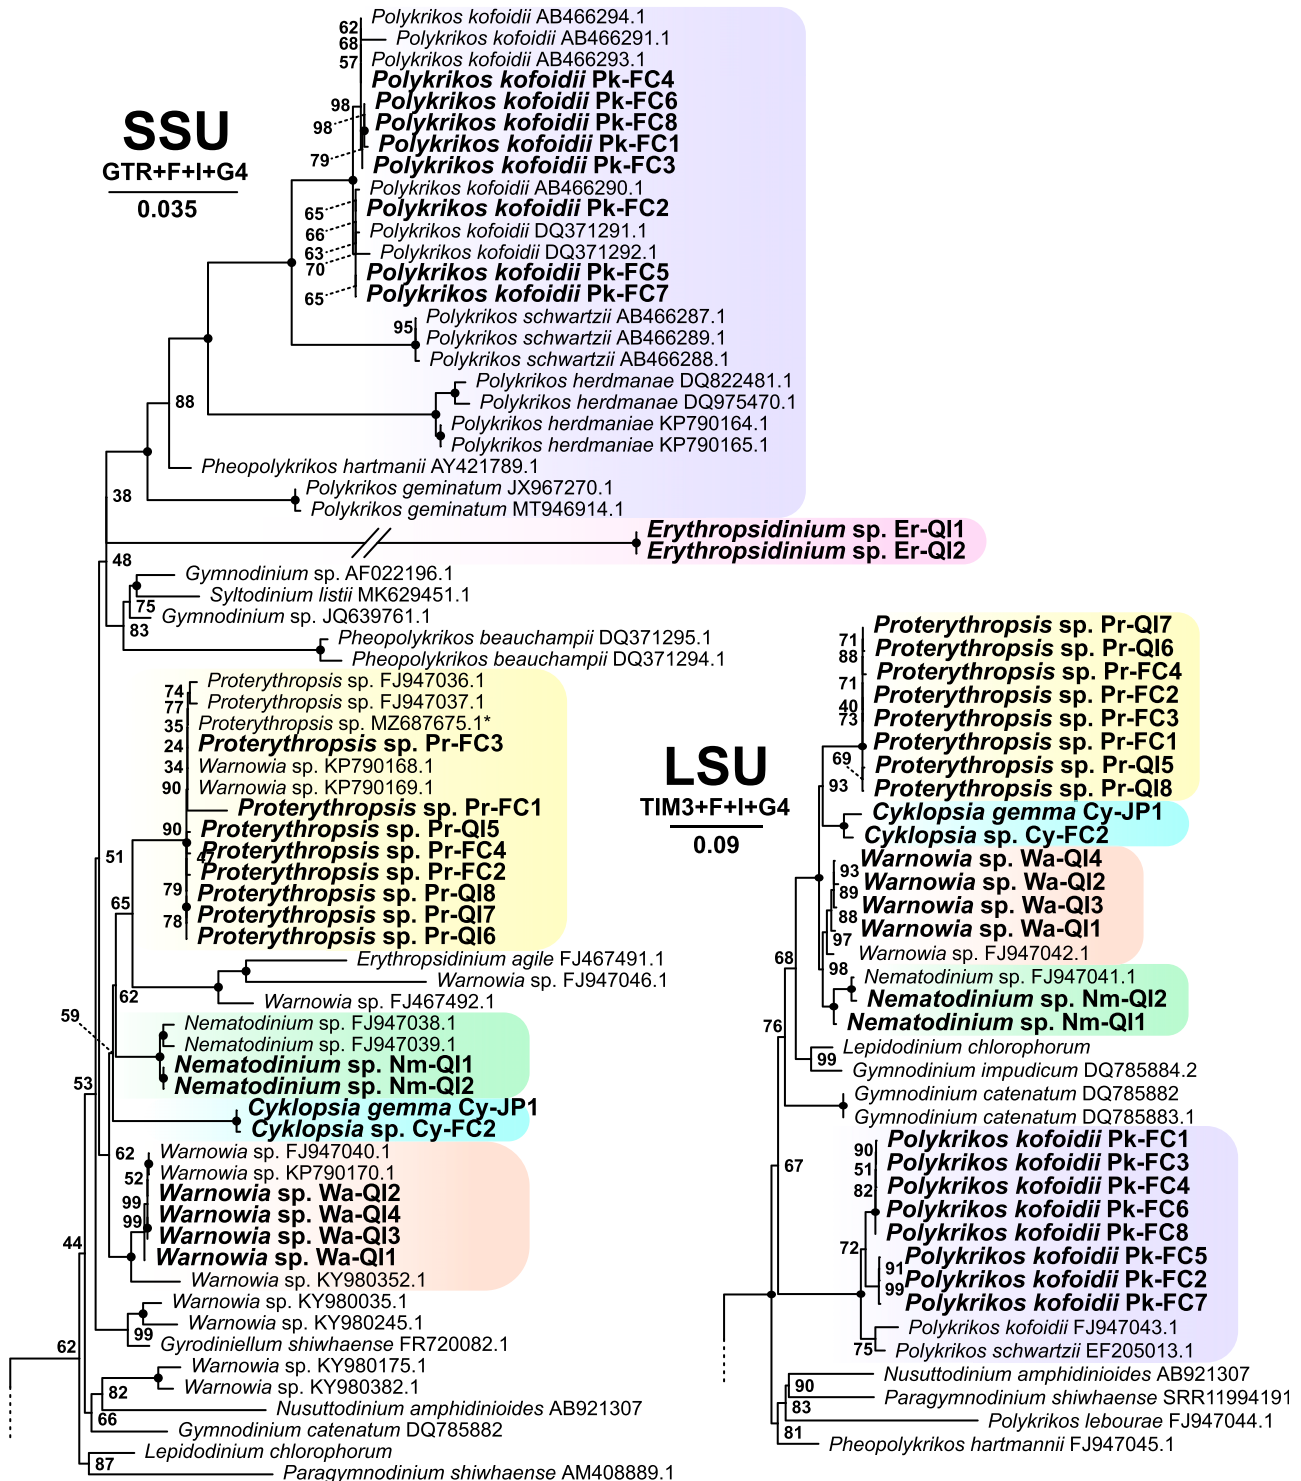 SSU
GTR+F+I+G4
0.035
62
68
57
98
98
79
65
66
63
70
65
95
88
38
48
75
83
Polykrikos kofoidii AB466294.1
Polykrikos kofoidii AB466291.1
Polykrikos kofoidii AB466293.1
Polykrikos kofoidii Pk-FC4
Polykrikos kofoidii Pk-FC6
Polykrikos kofoidii Pk-FC8
Polykrikos kofoidii Pk-FC1
Polykrikos kofoidii Pk-FC3
Polykrikos kofoidii AB466290.1
Polykrikos kofoidii Pk-FC2
Polykrikos kofoidii DQ371291.1
Polykrikos kofoidii DQ371292.1
Polykrikos kofoidii Pk-FC5
Polykrikos kofoidii Pk-FC7
Polykrikos schwartzii AB466287.1
Polykrikos schwartzii AB466289.1
Polykrikos schwartzii AB466288.1
Polykrikos herdmanae DQ822481.1
Polykrikos herdmanae DQ975470.1
Polykrikos herdmaniae KP790164.1
Polykrikos herdmaniae KP790165.1
Pheopolykrikos hartmanii AY421789.1
Polykrikos geminatum JX967270.1
Polykrikos geminatum MT946914.1
Erythropsidinium sp. Er-QI1
Erythropsidinium sp. Er-QI2
Gymnodinium sp. AF022196.1
Syltodinium listii MK629451.1
Gymnodinium sp. JQ639761.1
Pheopolykrikos beauchampii DQ371295.1
Pheopolykrikos beauchampii DQ371294.1
74
77
35
24
34
90
90
47
79
78
51
65
62
59
53
62
52
99
99
44
99
62
82
66
87
Proterythropsis sp. FJ947036.1
Proterythropsis sp. FJ947037.1
Proterythropsis sp. MZ687675.1*
Proterythropsis sp. Pr-FC3
Warnowia sp. KP790168.1
Warnowia sp. KP790169.1
Proterythropsis sp. Pr-FC1
Proterythropsis sp. Pr-QI5
Proterythropsis sp. Pr-FC4
Proterythropsis sp. Pr-FC2
Proterythropsis sp. Pr-QI8
Proterythropsis sp. Pr-QI7
Proterythropsis sp. Pr-QI6
Erythropsidinium agile FJ467491.1
Warnowia sp. FJ947046.1
Warnowia sp. FJ467492.1
Nematodinium sp. FJ947038.1
Nematodinium sp. FJ947039.1
Nematodinium sp. Nm-QI1
Nematodinium sp. Nm-QI2
Cyklopsia gemma Cy-JP1
Cyklopsia sp. Cy-FC2
Warnowia sp. FJ947040.1
Warnowia sp. KP790170.1
Warnowia sp. Wa-QI2
Warnowia sp. Wa-QI4
Warnowia sp. Wa-QI3
Warnowia sp. Wa-QI1
Warnowia sp. KY980352.1
Warnowia sp. KY980035.1
Warnowia sp. KY980245.1
Gyrodiniellum shiwhaense FR720082.1
Warnowia sp. KY980175.1
Warnowia sp. KY980382.1
Nusuttodinium amphidinioides AB921307
Gymnodinium catenatum DQ785882
Lepidodinium chlorophorum
Paragymnodinium shiwhaense AM408889.1
LSU
TIM3+F+I+G4
0.09
71
88
71
40
73
69
93
93
89
88
97
98
68
76
99
67
90
51
82
72
91
99
75
90
83
81
Proterythropsis sp. Pr-QI7
Proterythropsis sp. Pr-QI6
Proterythropsis sp. Pr-FC4
Proterythropsis sp. Pr-FC2
Proterythropsis sp. Pr-FC3
Proterythropsis sp. Pr-FC1
Proterythropsis sp. Pr-QI5
Proterythropsis sp. Pr-QI8
Cyklopsia gemma Cy-JP1
Cyklopsia sp. Cy-FC2
Warnowia sp. Wa-QI4
Warnowia sp. Wa-QI2
Warnowia sp. Wa-QI3
Warnowia sp. Wa-QI1
Warnowia sp. FJ947042.1
Nematodinium sp. FJ947041.1
Nematodinium sp. Nm-QI2
Nematodinium sp. Nm-QI1
Lepidodinium chlorophorum
Gymnodinium impudicum DQ785884.2
Gymnodinium catenatum DQ785882
Gymnodinium catenatum DQ785883.1
Polykrikos kofoidii Pk-FC1
Polykrikos kofoidii Pk-FC3
Polykrikos kofoidii Pk-FC4
Polykrikos kofoidii Pk-FC6
Polykrikos kofoidii Pk-FC8
Polykrikos kofoidii Pk-FC5
Polykrikos kofoidii Pk-FC2
Polykrikos kofoidii Pk-FC7
Polykrikos kofoidii FJ947043.1
Polykrikos schwartzii EF205013.1
Nusuttodinium amphidinioides AB921307
Paragymnodinium shiwhaense SRR11994191
Polykrikos lebourae FJ947044.1
Pheopolykrikos hartmannii FJ947045.1